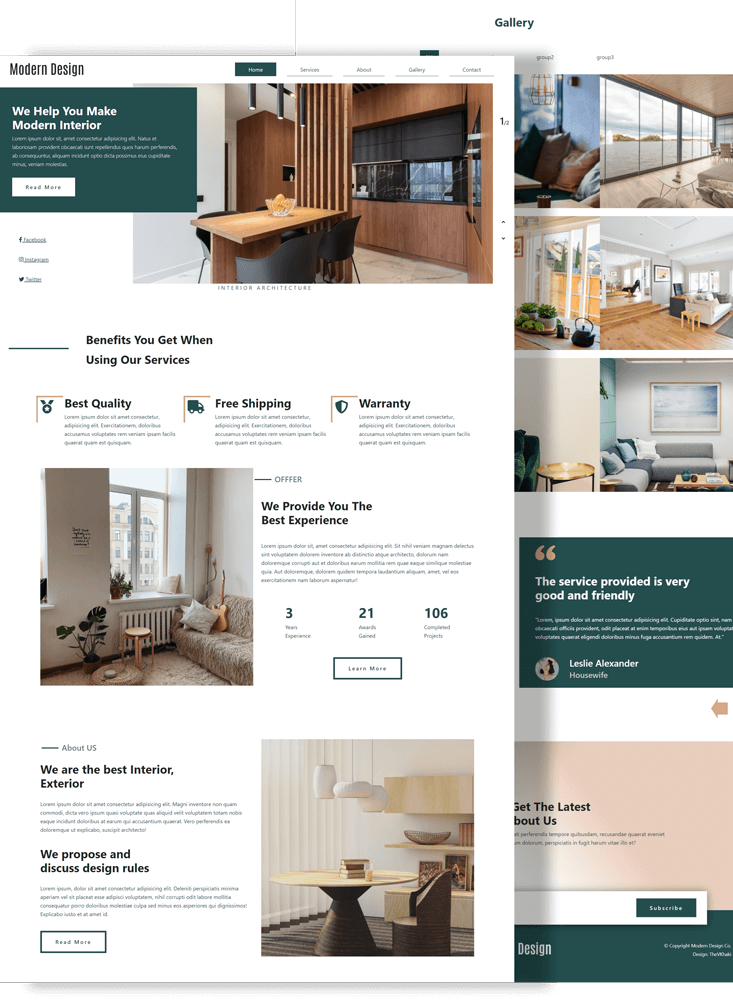 Gallery
group2
group3
Modern Design
Home
Services
About
Gallery
Contact
We Help You Make
Modern Interior
Lorem ipsum dolor sit, amet consectetur adipisicing elit. Natus et
laboriosam provident obcaecati sunt repellendus quos harum perferendis,
ab consequuntur, aliquam incidunt optio dicta possimus eius cupiditate
minus, veniam molestias.
Read More
1/2
Facebook
Instagram
Twitter
INTERIOR ARCHITECTURE
Benefits You Get When
Using Our Services
Best Quality
Lorem ipsum dolor sit amet consectetur,
adipisicing elit. Exercitationem, doloribus
accusamus voluptates rem veniam ipsam facilis
quaerat quam est quisquam.
Free Shipping
Lorem ipsum dolor sit amet consectetur,
adipisicing elit. Exercitationem, doloribus
accusamus voluptates rem veniam ipsam facilis
quaerat quam est quisquam.
Warranty
Lorem ipsum dolor sit amet consectetur,
adipisicing elit. Exercitationem, doloribus
accusamus voluptates rem veniam ipsam facilis
quaerat quam est quisquam.
OFFFER
We Provide You The
Best Experience
Lorem ipsum dolor sit amet consectetur adipisicing elit. Sit nihil veniam magnam delectus
sint voluptatem dolorem inventore ab distinctio atque architecto, dolorum rerum
doloremque corrupti aut et doloribus earum mollitia rem eaque similique molestiae
quia. Aut doloremque, dolorem quidem tempora laudantium aliquam, amet, vel eos
exercitationem nam laborum aspernatur!
3
Years
Experience
21
Awards
Gained
106
Completed
Projects
Learn More
The service provided is very
good and friendly
"Lorem, ipsum dolor sit amet consectetur adipisicing elit. Cupiditate optio sint, nam
obcaecati officiis provident, odit placeat at enim temporibus eius aut ipsam volupta
voluptates quaerat eligendi doloribus minus fuga accusantium rem quidem. At."
Leslie Alexander
Housewife
About US
We are the best Interior,
Exterior
Lorem ipsum dolor sit amet consectetur adipisicing elit. Magni inventore non quam
commodi, dicta vero ipsum quas voluptate quas aliquid velit voluptatem totam nobis
eaque incidunt doloribus at earum qui accusantium. Vero perferendis ea
doloremque ut explicabo, suscipit architecto!
We propose and
discuss design rules
Lorem ipsum dolor sit amet consectetur adipisicing elit. Deleniti perspiciatis minima
aperiam vel sit placeat esse dolores ipsa at veritatis, nobis corrupti odit labore nostrum
consequatur porro doloribus molestiae culpa sed minus eos asperiores qui dignissimos!
Explicabo iusto et at amet id.
Read More
Get The Latest
bout Us
at perferendis tempore quibusdam, recusandae quaerat eveniet
um dolorum, perspiciatis in fugit harum vitae illo et?
Subscribe
Design
© Copyright Modern Design Co.
Design: TheVKhaki